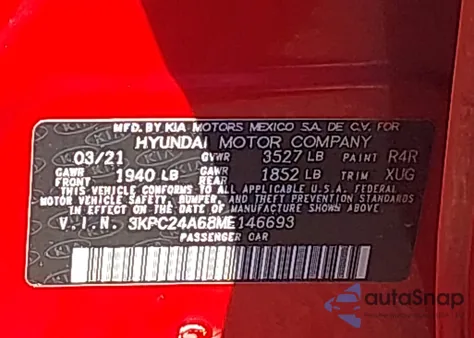 MFD. BY KIA MOTORS MEXICO S.A. DE C.V. FOR
HYUNDAI MOTOR COMPANY
03/21 GVWR 3527 LB PAINT R4R
GAWR FRONT 1940 LB GAWR REAR 1852 LB TRIM XUG
THIS VEHICLE CONFORMS TO ALL APPLICABLE U.S.A. FEDERAL
MOTOR VEHICLE SAFETY, BUMPER, AND THEFT PREVENTION STANDARDS
IN EFFECT ON THE DATE OF MANUFACTURE SHOWN ABOVE.
V.I.N. 3KPC24A68ME146693
PASSENGER CAR
autoSnap